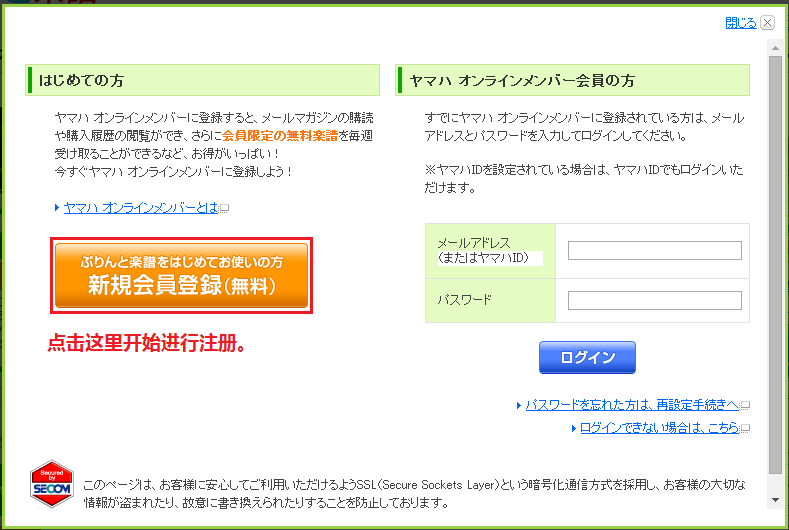 閉じる
はじめての方
ヤマハ オンラインメンバーに登録すると、メールマガジンの購読
や購入履歴の閲覧ができ、さらに会員限定の無料楽譜を毎週
受け取ることができるなど、お得がいっぱい！
今すぐヤマハ オンラインメンバーに登録しよう！
ヤマハ オンラインメンバーとは
ぷりんと楽譜をはじめてお使いの方
新規会員登録(無料)
点击这里开始进行注册。
ヤマハ オンラインメンバー会員の方
すでにヤマハ オンラインメンバーに登録されている方は、メール
アドレスとパスワードを入力してログインしてください。
※ヤマハIDを設定されている場合は、ヤマハIDでもログインいた
だけます。
メールアドレス
(またはヤマハID)
パスワード
ログイン
パスワードを忘れた方は、再設定手続きへ
ログインできない場合は、こちら
Secured
by
SECOM
このページは、お客様に安心してご利用いただけるようSSL(Secure Sockets Layer)という暗号化通信方式を採用し、お客様の大切な
情報が盗まれたり、故意に書き換えられたりすることを防止しております。